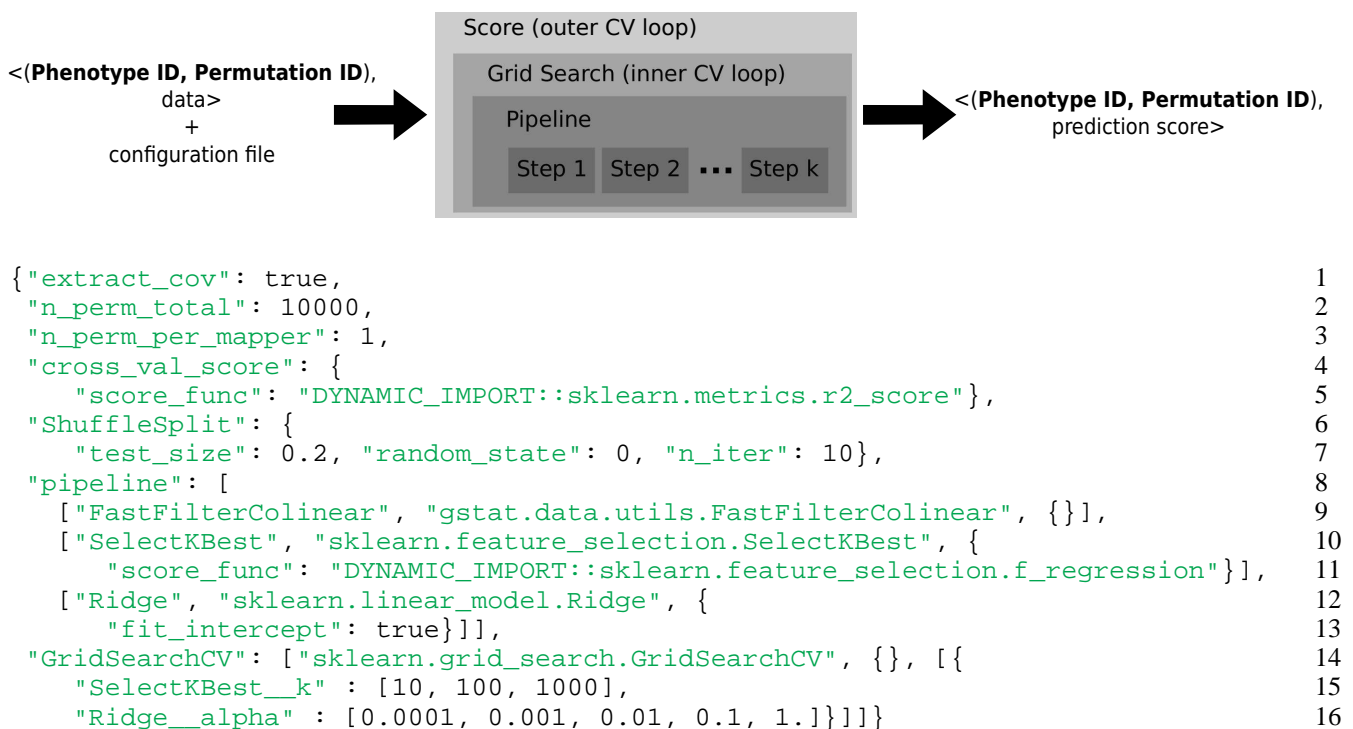 Score (outer CV loop)
Grid Search (inner CV loop)
<(Phenotype ID, Permutation ID),
data>
+
configuration file
Pipeline
Step 1 Step 2 ... Step k
<(Phenotype ID, Permutation ID),
prediction score>
{"extract_cov": true, 1
"n_perm_total": 10000, 2
"n_perm_per_mapper": 1, 3
"cross_val_score": { 4
"score_func": "DYNAMIC_IMPORT::sklearn.metrics.r2_score"}, 5
"ShuffleSplit": { 6
"test_size": 0.2, "random_state": 0, "n_iter": 10}, 7
"pipeline": [ 8
["FastFilterColinear", "gstat.data.utils.FastFilterColinear", {}], 9
["SelectKBest", "sklearn.feature_selection.SelectKBest", { 10
"score_func": "DYNAMIC_IMPORT::sklearn.feature_selection.f_regression"}], 11
["Ridge", "sklearn.linear_model.Ridge", { 12
"fit_intercept": true}]], 13
"GridSearchCV": ["sklearn.grid_search.GridSearchCV", {}, [{ 14
"SelectKBest__k" : [10, 100, 1000], 15
"Ridge__alpha" : [0.0001, 0.001, 0.01, 0.1, 1.]}]]} 16